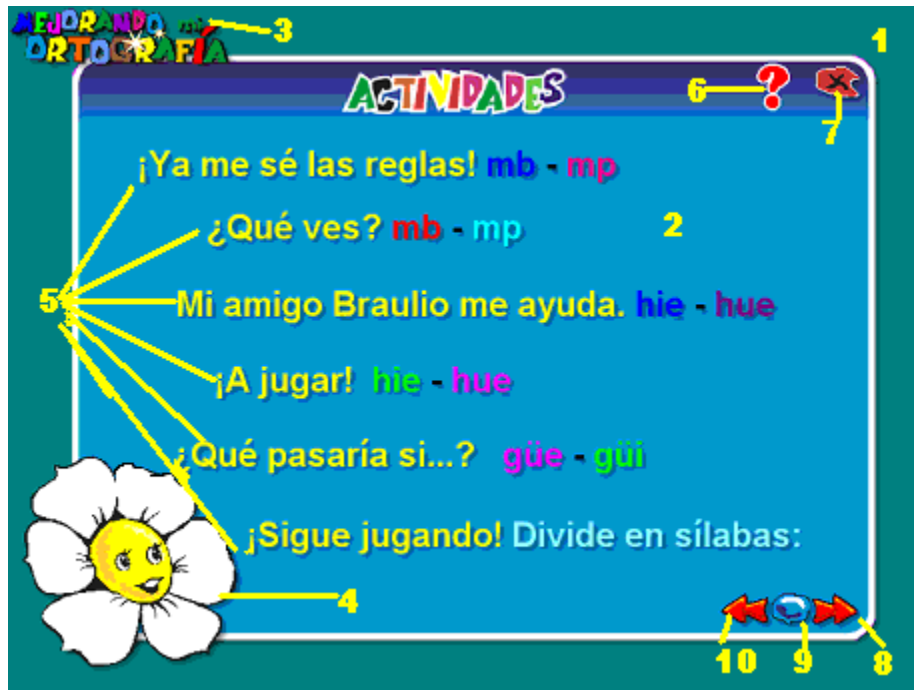 MEJORANDO mi
ORTOGRAFÍA
3
1
ACTIVIDADES
6
?
7
¡Ya me sé las reglas! mb - mp
¿Qué ves? mb - mp
2
5
Mi amigo Braulio me ayuda. hie - hue
¡A jugar! hie - hue
¿Qué pasaría si...? güe - güi
¡Sigue jugando! Divide en sílabas:
4
10
9
8